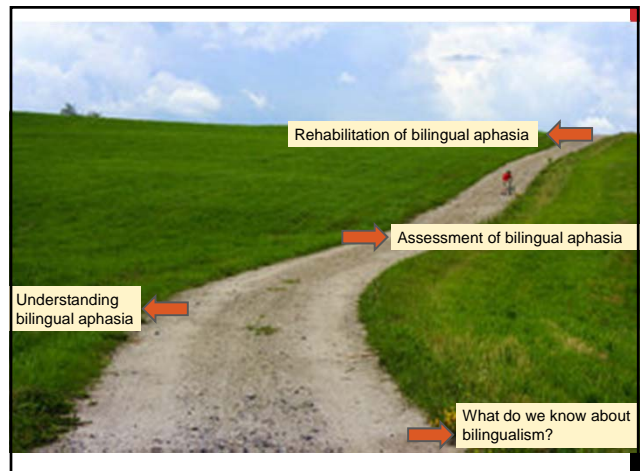 Rehabilitation of bilingual aphasia
Assessment of bilingual aphasia
Understanding
bilingual aphasia
What do we know about
bilingualism?